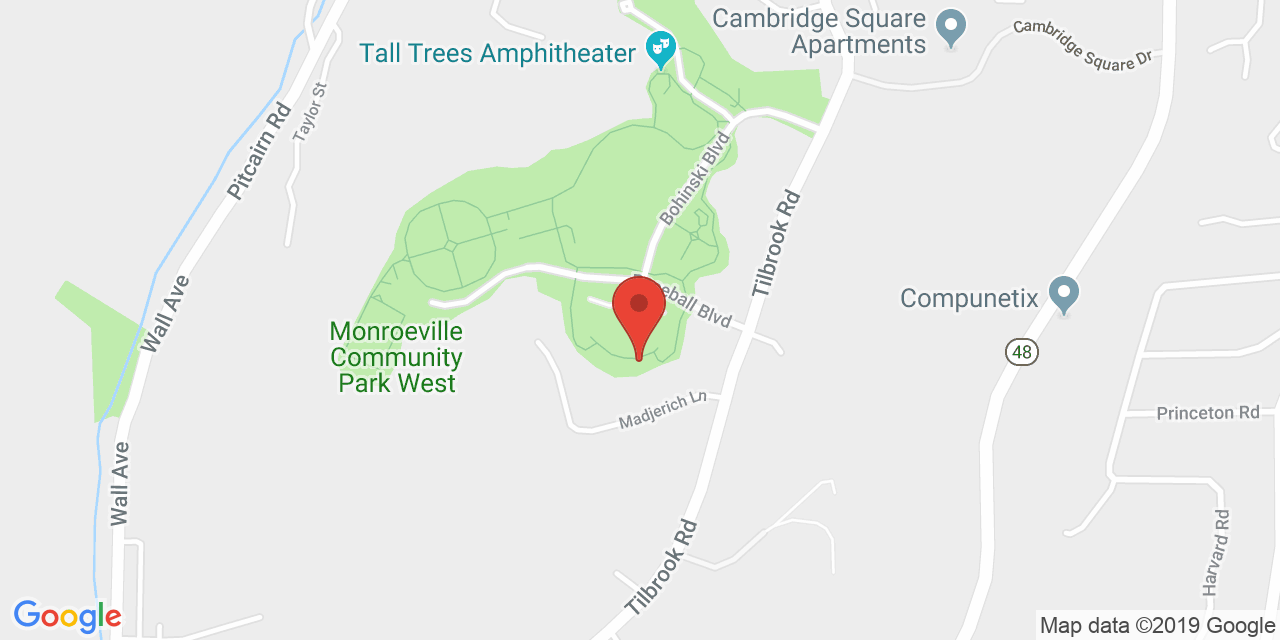 Cambridge Square
Apartments
Cambridge Square Dr
Tall Trees Amphitheater
Pitcairn Rd
Taylor St
Bohinski Blvd
Tilbrook Rd
Wall Ave
Compunetix
48
Monroeville
Community
Park West
Madjerich Ln
Princeton Rd
Wall Ave
Harvard Rd
Tilbrook Rd
Google
Map data ©2019 Google